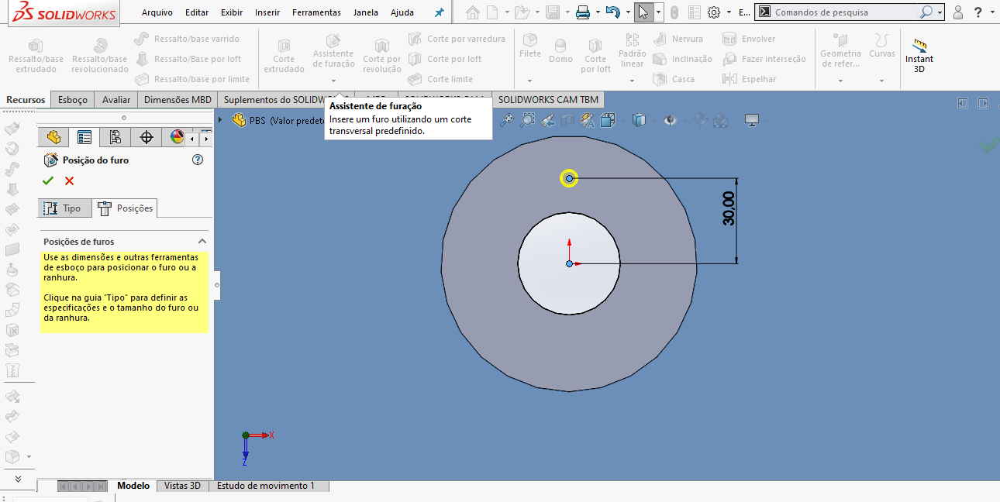 SOLIDWORKS
Arquivo Editar Exibir Inserir Ferramentas Janela Ajuda
E... Comandos de pesquisa ?
Ressalto/base extrudado
Ressalto/base revolucionado
Ressalto/base varrido
Ressalto/Base por loft
Ressalto/base por limite
Corte extrudado
Assistente de furação
Corte por revolução
Corte por varredura
Corte por loft
Corte limite
Filete
Domo
Corte por loft
Padrão linear
Nervura
Inclinação
Casca
Envolver
Fazer interseção
Espelhar
Geometria de refer...
Curvas
Instant 3D
Recursos Esboço Avaliar Dimensões MBD Suplementos do SOLIDW SOLIDWORKS CAM TBM
Assistente de furação
Insere um furo utilizando um corte
transversal predefinido.
PBS (Valor predet
Posição do furo
?
Tipo Posições
Posições de furos
Use as dimensões e outras ferramentas
de esboço para posicionar o furo ou a
ranhura.
Clique na guia "Tipo" para definir as
especificações e o tamanho do furo ou
da ranhura.
30,00
X
Z
Modelo Vistas 3D Estudo de movimento 1